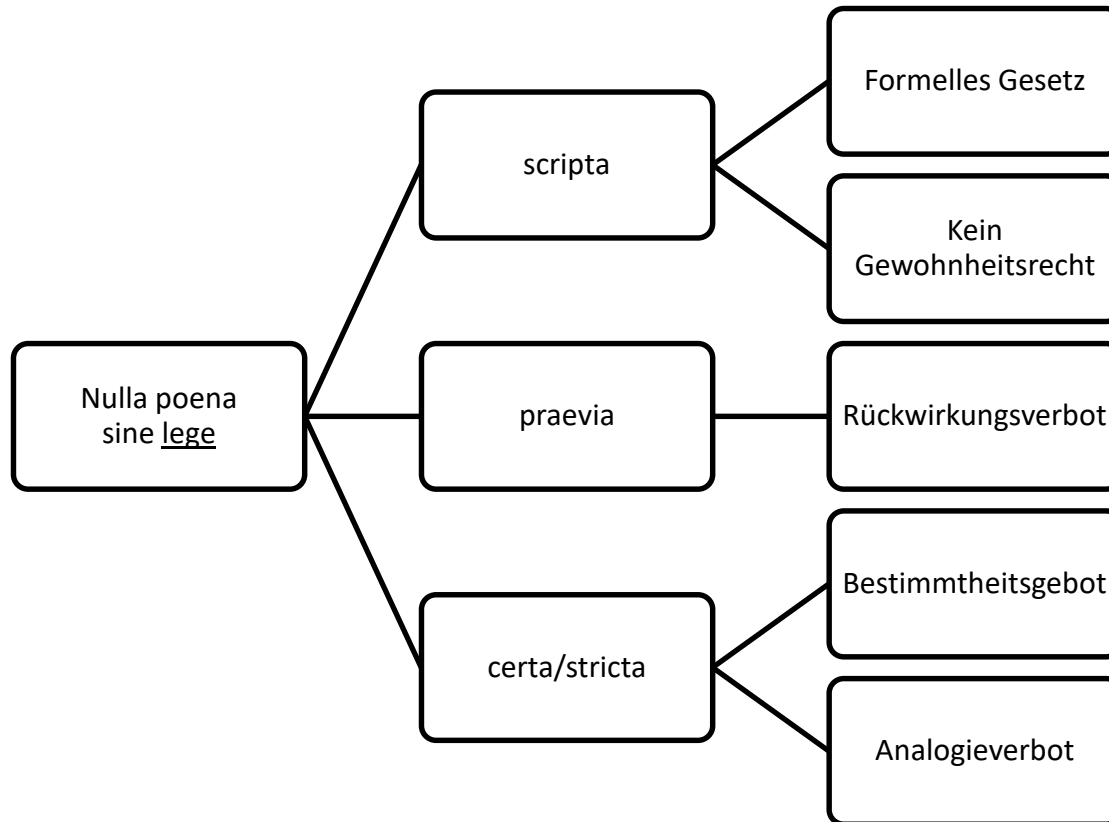 Nulla poena
sine lege
scripta
Formelles Gesetz
Kein
Gewohnheitsrecht
praevia
Rückwirkungsverbot
certa/stricta
Bestimmtheitsgebot
Analogieverbot